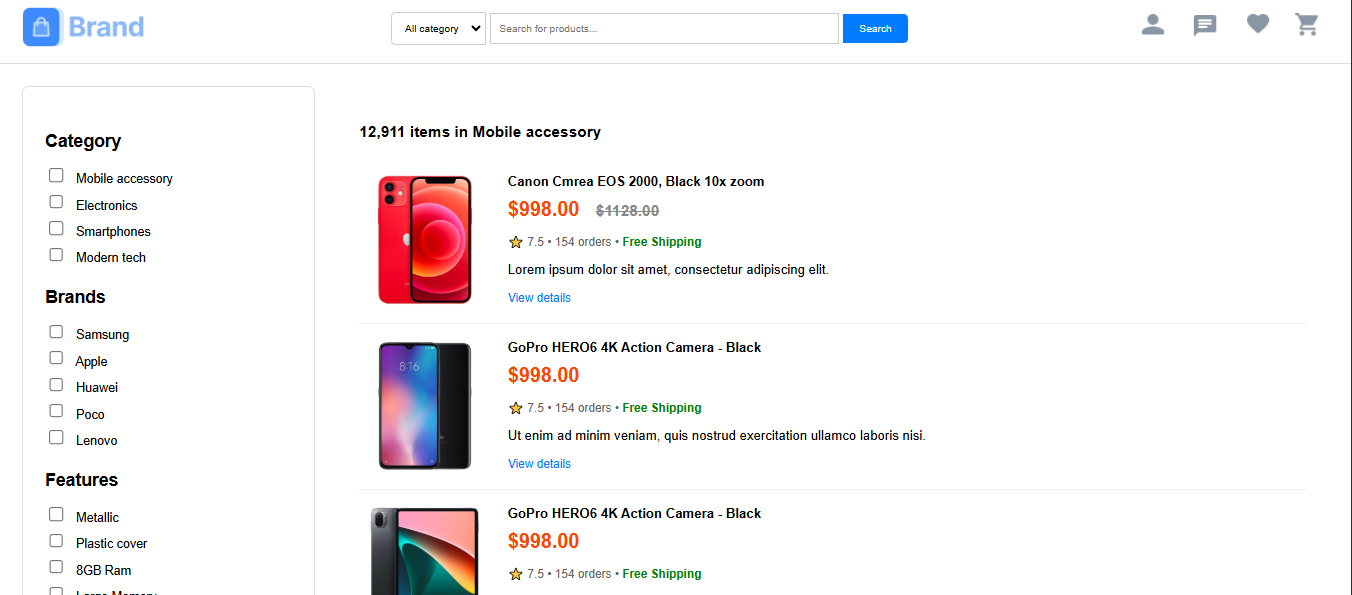 Brand
All category
Search for products...
Search
Category
Mobile accessory
Electronics
Smartphones
Modern tech
Brands
Samsung
Apple
Huawei
Poco
Lenovo
Features
Metallic
Plastic cover
8GB Ram
Large Memory
12,911 items in Mobile accessory
Canon Cmrea EOS 2000, Black 10x zoom
$998.00 $1128.00
7.5 • 154 orders • Free Shipping
Lorem ipsum dolor sit amet, consectetur adipiscing elit.
View details
8:16
GoPro HERO6 4K Action Camera - Black
$998.00
7.5 • 154 orders • Free Shipping
Ut enim ad minim veniam, quis nostrud exercitation ullamco laboris nisi.
View details
GoPro HERO6 4K Action Camera - Black
$998.00
7.5 • 154 orders • Free Shipping